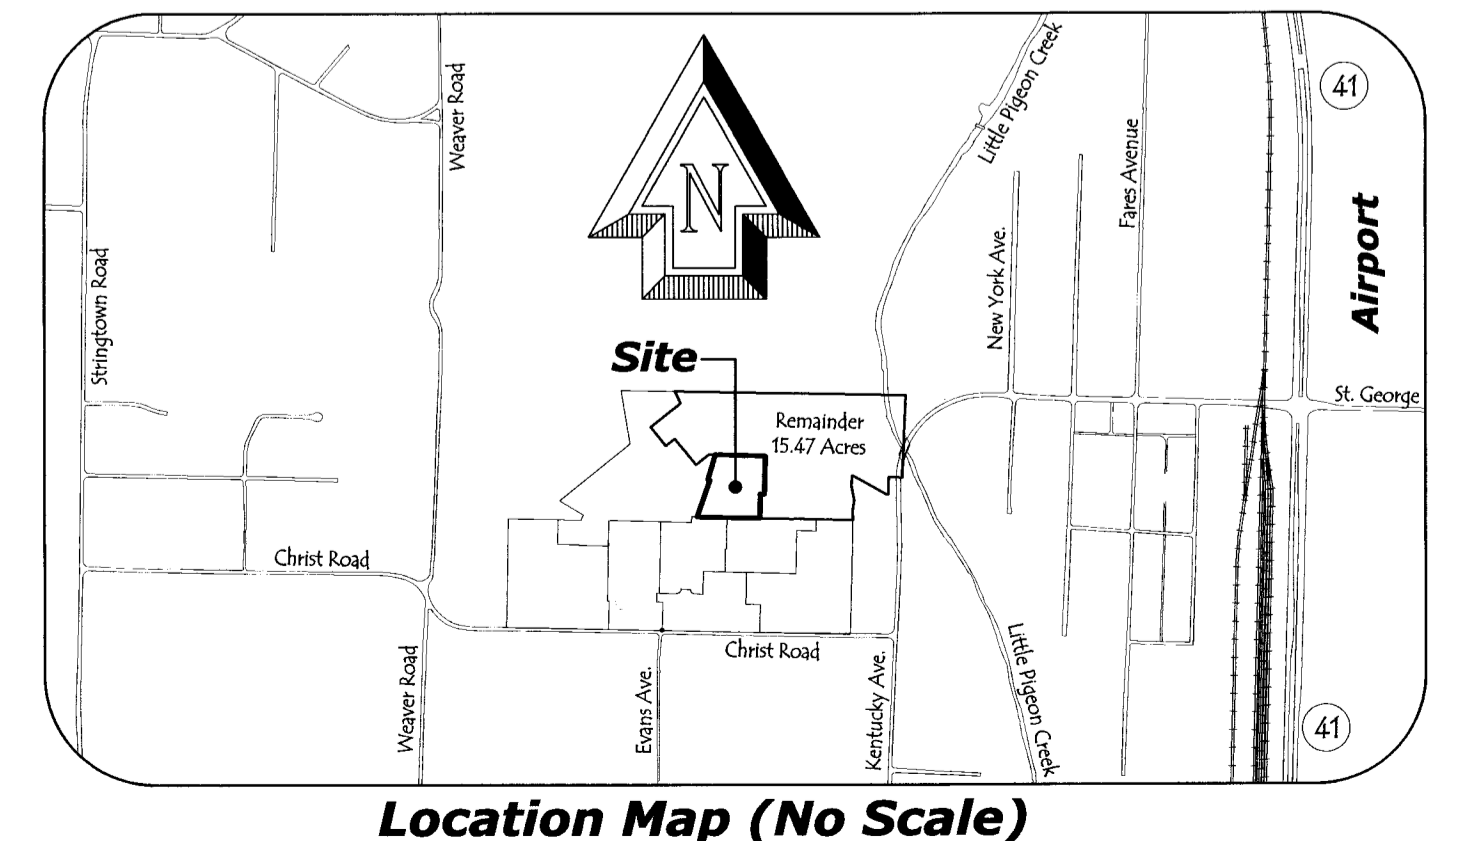 Weaver Road
Little Pigeon Creek
41
Fares Avenue
N
Airport
New York Ave.
Stringtown Road
Site
St. George
Remainder
15.47 Acres
Christ Road
Christ Road
Weaver Road
Evans Ave.
Kentucky Ave.
Little Pigeon Creek
41
Location Map (No Scale)